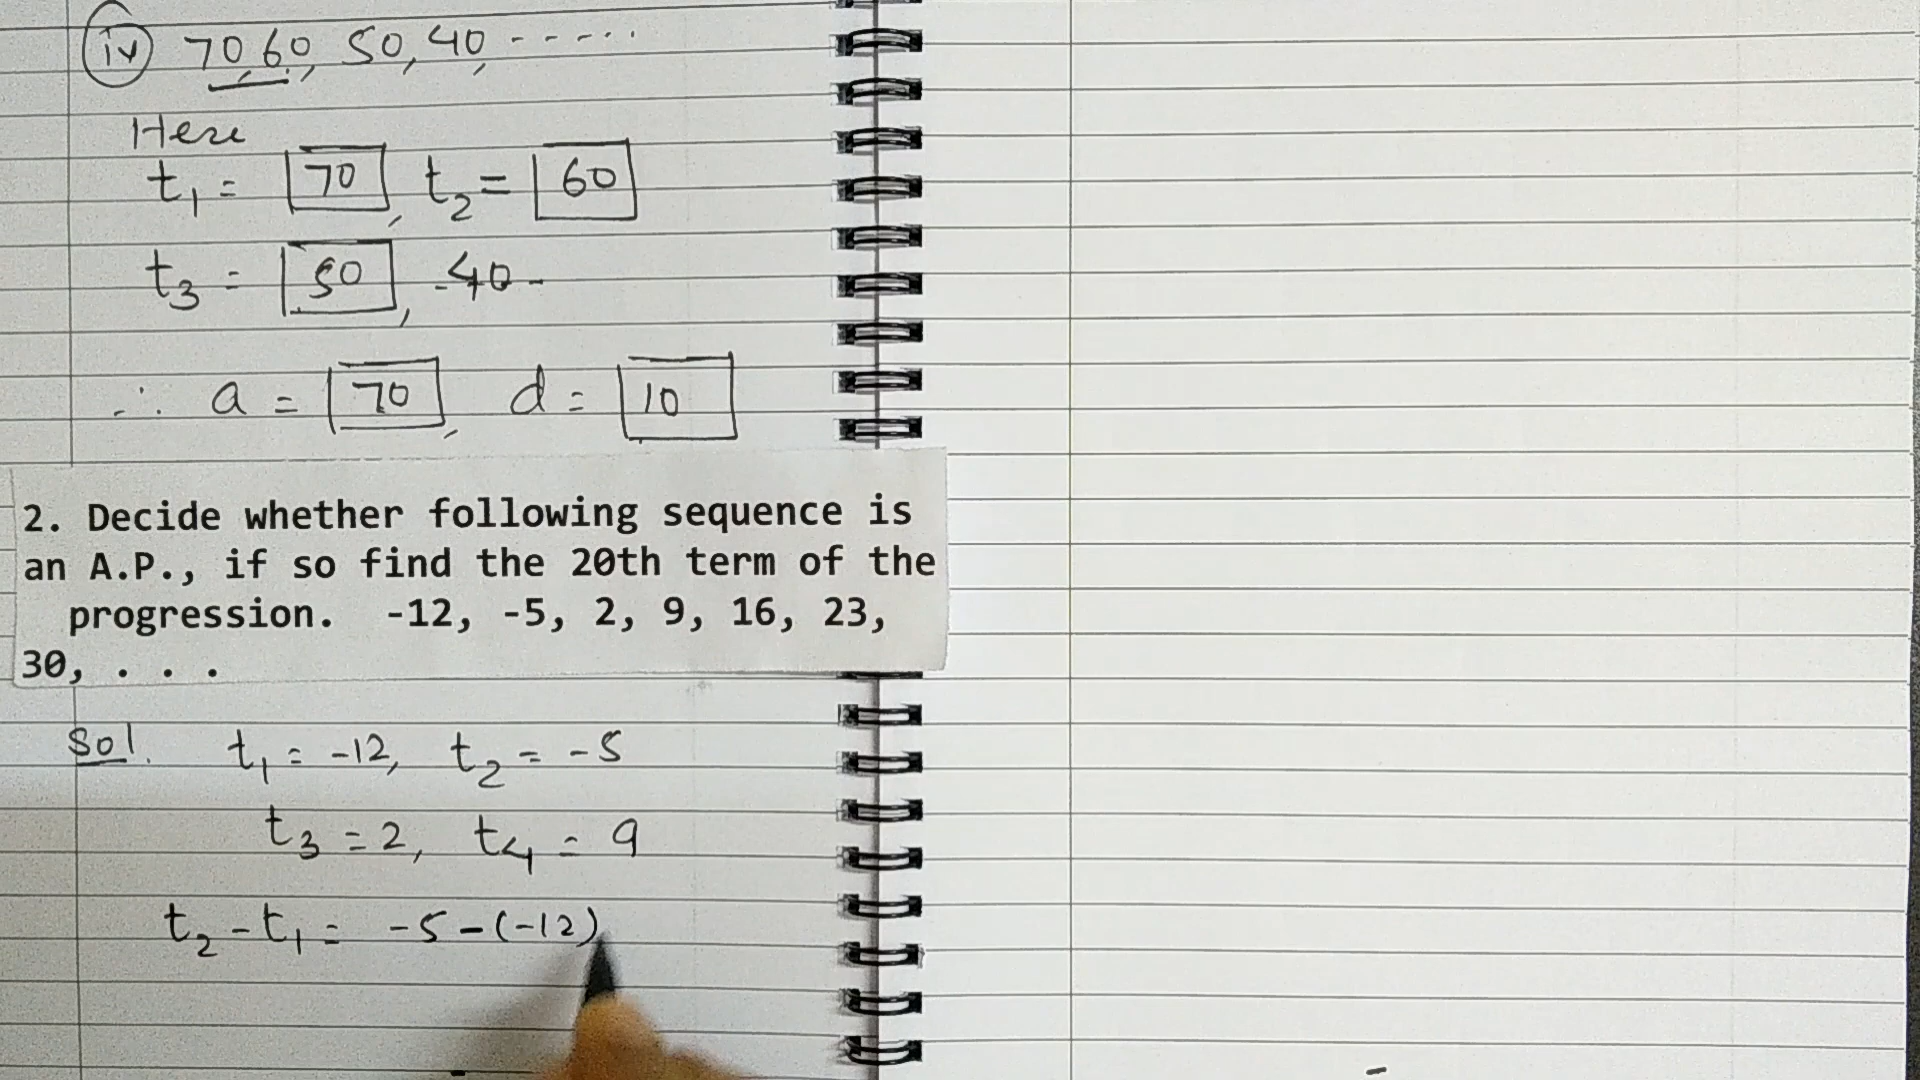 iv 70, 60, 50, 40, - - - - - .
Here
t₁ = 70, t₂ = 60
t₃ = 50, -40-
∴ a = 70, d = 10
2. Decide whether following sequence is
an A.P., if so find the 20th term of the
progression. -12, -5, 2, 9, 16, 23,
30, . . .
Sol. t₁ = -12, t₂ = -5
t₃ = 2, t₄ = 9
t₂ - t₁ = -5 - (-12)